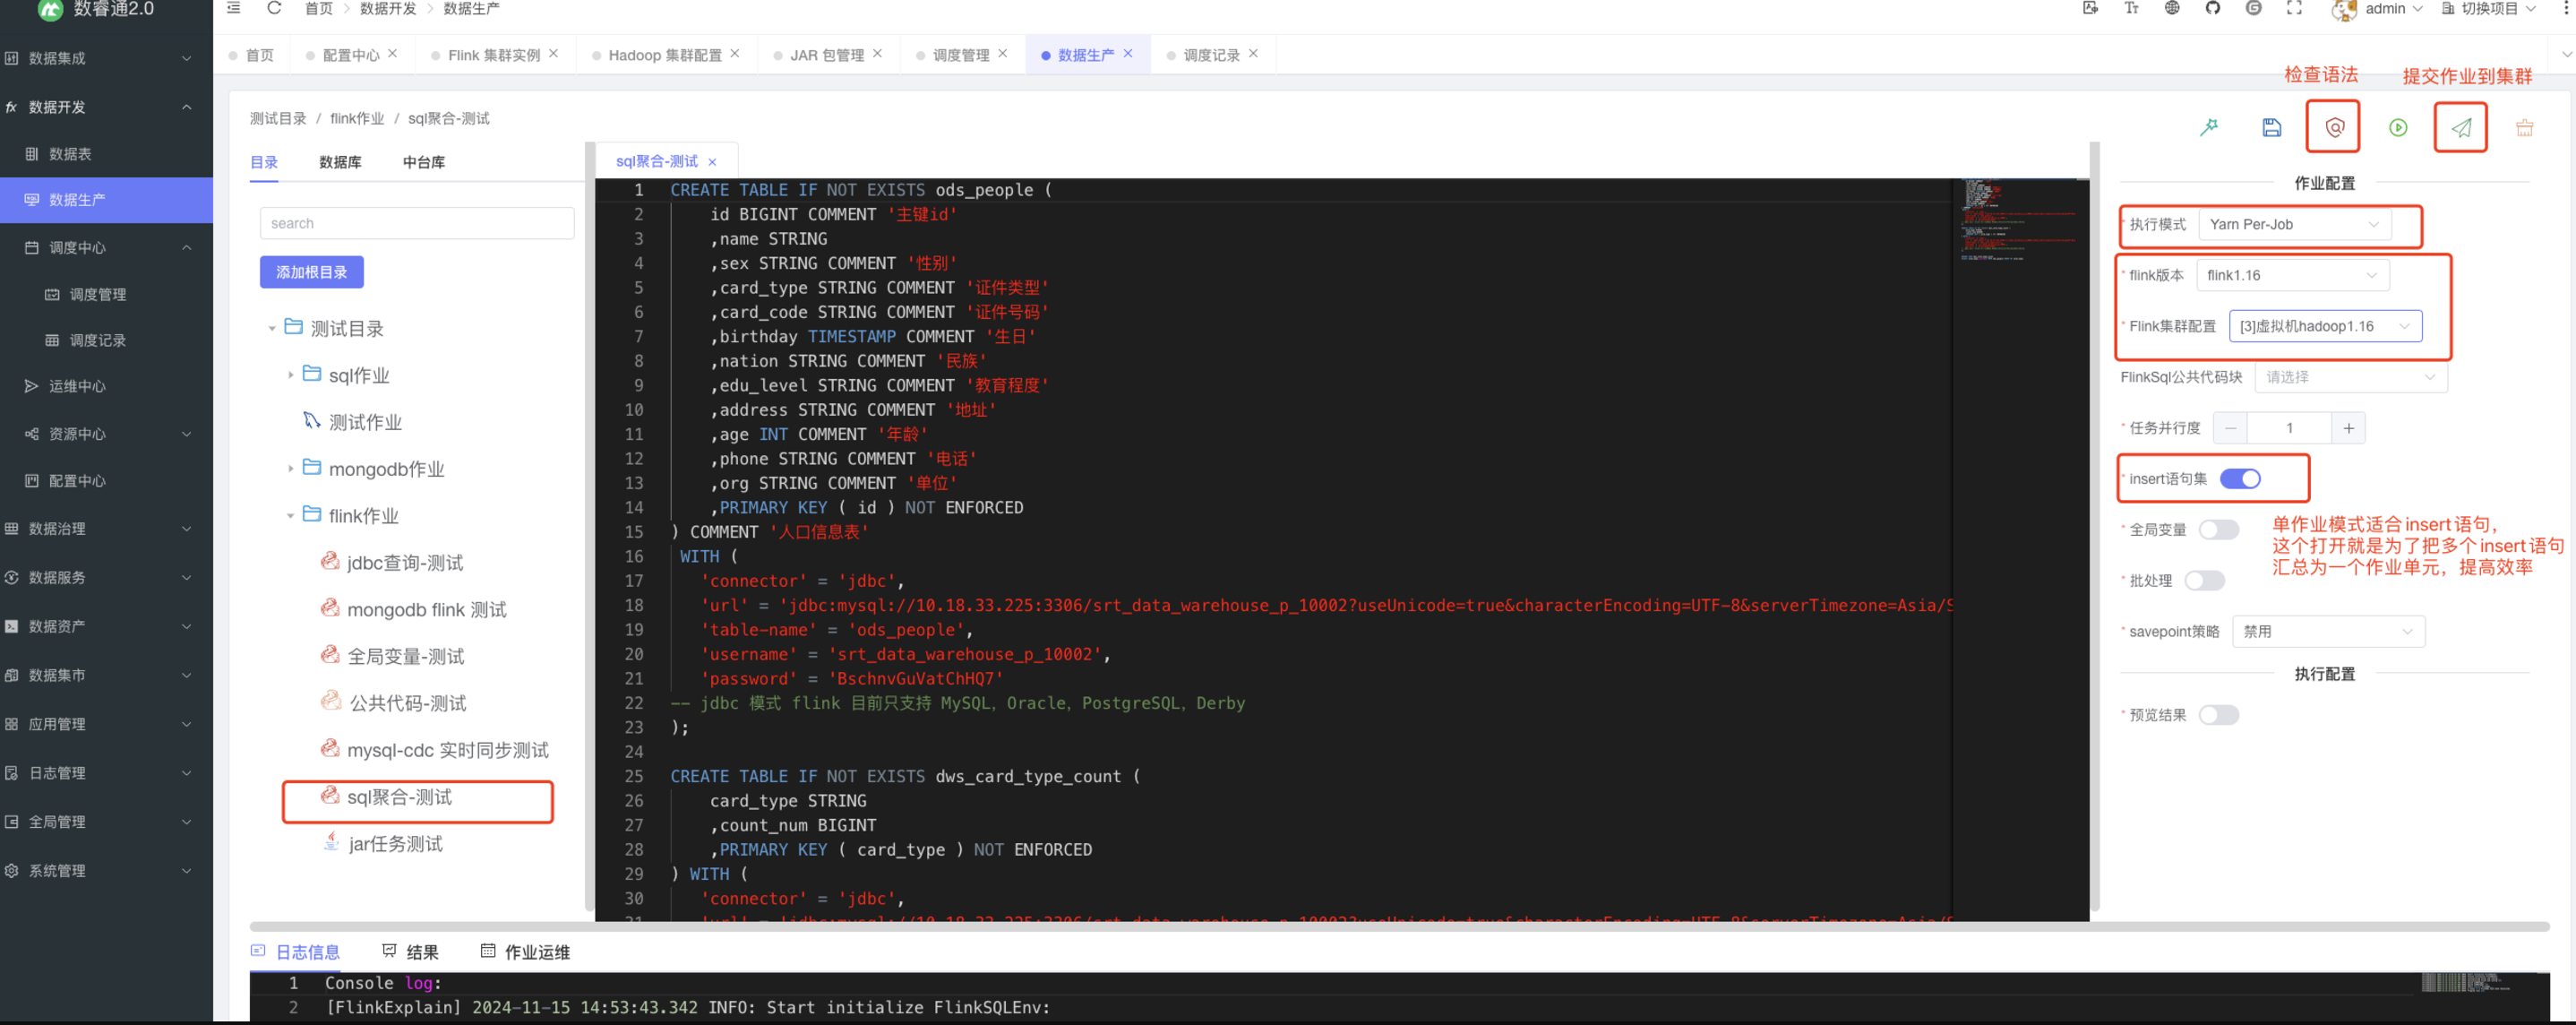 数睿通2.0
首页 > 数据开发 > 数据生产
admin
切换项目
首页
配置中心 ×
Flink 集群实例 ×
Hadoop 集群配置 ×
JAR 包管理 ×
调度管理 ×
数据生产 ×
调度记录 ×
数据集成
数据开发
数据表
数据生产
调度中心
调度管理
调度记录
运维中心
资源中心
配置中心
数据治理
数据服务
数据资产
数据集市
应用管理
日志管理
全局管理
系统管理
测试目录 / flink作业 / sql聚合-测试
目录 数据库 中台库
search
添加根目录
测试目录
sql作业
测试作业
mongodb作业
flink作业
jdbc查询-测试
mongodb flink 测试
全局变量-测试
公共代码-测试
mysql-cdc 实时同步测试
sql聚合-测试
jar任务测试
sql聚合-测试 ×
1 CREATE TABLE IF NOT EXISTS ods_people (
2 id BIGINT COMMENT '主键id'
3 ,name STRING
4 ,sex STRING COMMENT '性别'
5 ,card_type STRING COMMENT '证件类型'
6 ,card_code STRING COMMENT '证件号码'
7 ,birthday TIMESTAMP COMMENT '生日'
8 ,nation STRING COMMENT '民族'
9 ,edu_level STRING COMMENT '教育程度'
10 ,address STRING COMMENT '地址'
11 ,age INT COMMENT '年龄'
12 ,phone STRING COMMENT '电话'
13 ,org STRING COMMENT '单位'
14 ,PRIMARY KEY ( id ) NOT ENFORCED
15 ) COMMENT '人口信息表'
16 WITH (
17 'connector' = 'jdbc',
18 'url' = 'jdbc:mysql://10.18.33.225:3306/srt_data_warehouse_p_10002?useUnicode=true&characterEncoding=UTF-8&serverTimezone=Asia/S
19 'table-name' = 'ods_people',
20 'username' = 'srt_data_warehouse_p_10002',
21 'password' = 'BschnvGuVatChHQ7'
22 -- jdbc 模式 flink 目前只支持 MySQL, Oracle, PostgreSQL, Derby
23 );
24
25 CREATE TABLE IF NOT EXISTS dws_card_type_count (
26 card_type STRING
27 ,count_num BIGINT
28 ,PRIMARY KEY ( card_type ) NOT ENFORCED
29 ) WITH (
30 'connector' = 'jdbc',
31 'url' = 'jdbc:mysql://10.18.33.225:3306/srt_data_warehouse_p_10002?useUnicode=true&characterEncoding=UTF-8&serverTimezone=Asia/S
检查语法
提交作业到集群
作业配置
* 执行模式 Yarn Per-Job
* flink版本 flink1.16
* Flink集群配置 [3]虚拟机hadoop1.16
FlinkSql公共代码块 请选择
* 任务并行度 − 1 +
* insert语句集
* 全局变量
单作业模式适合insert语句,
这个打开就是为了把多个insert语句
汇总为一个作业单元，提高效率
* 批处理
* savepoint策略 禁用
执行配置
* 预览结果
日志信息 结果 作业运维
1 Console log:
2 [FlinkExplain] 2024-11-15 14:53:43.342 INFO: Start initialize FlinkSQLEnv: